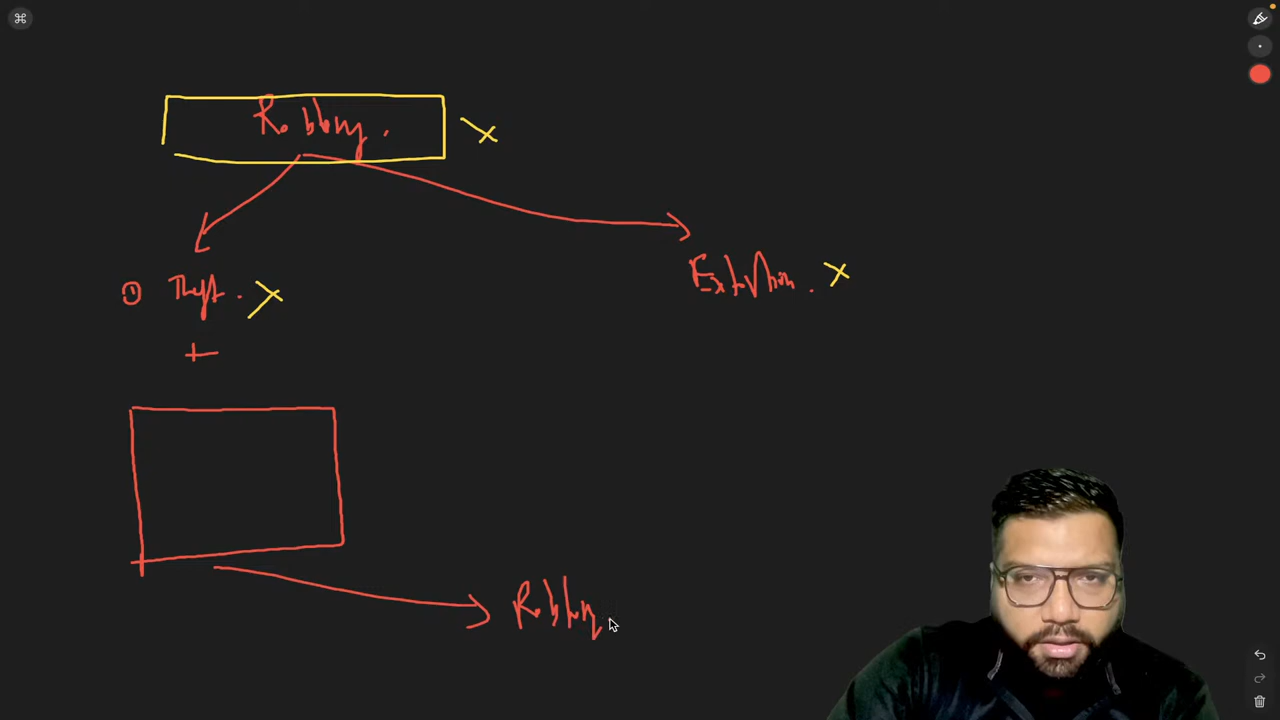 Robbery.
① Theft.
Extortion.
+
Robbery